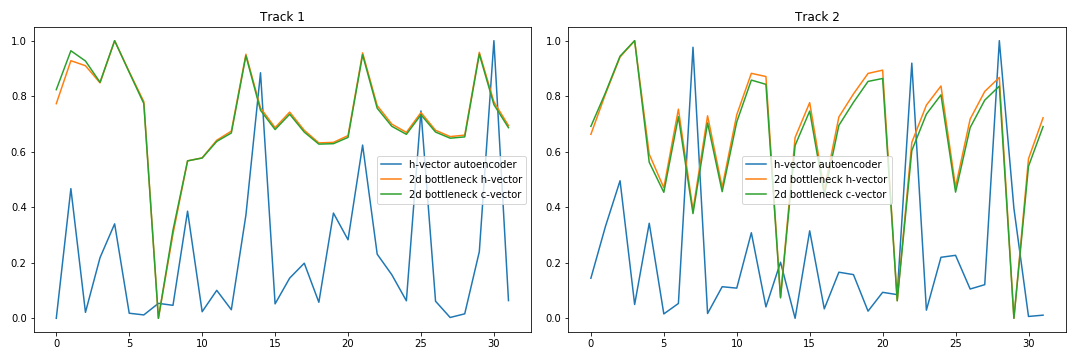 Track 1
1.0
0.8
0.6
0.4
0.2
0.0
h-vector autoencoder
2d bottleneck h-vector
2d bottleneck c-vector
0 5 10 15 20 25 30
Track 2
1.0
0.8
0.6
0.4
0.2
0.0
h-vector autoencoder
2d bottleneck h-vector
2d bottleneck c-vector
0 5 10 15 20 25 30